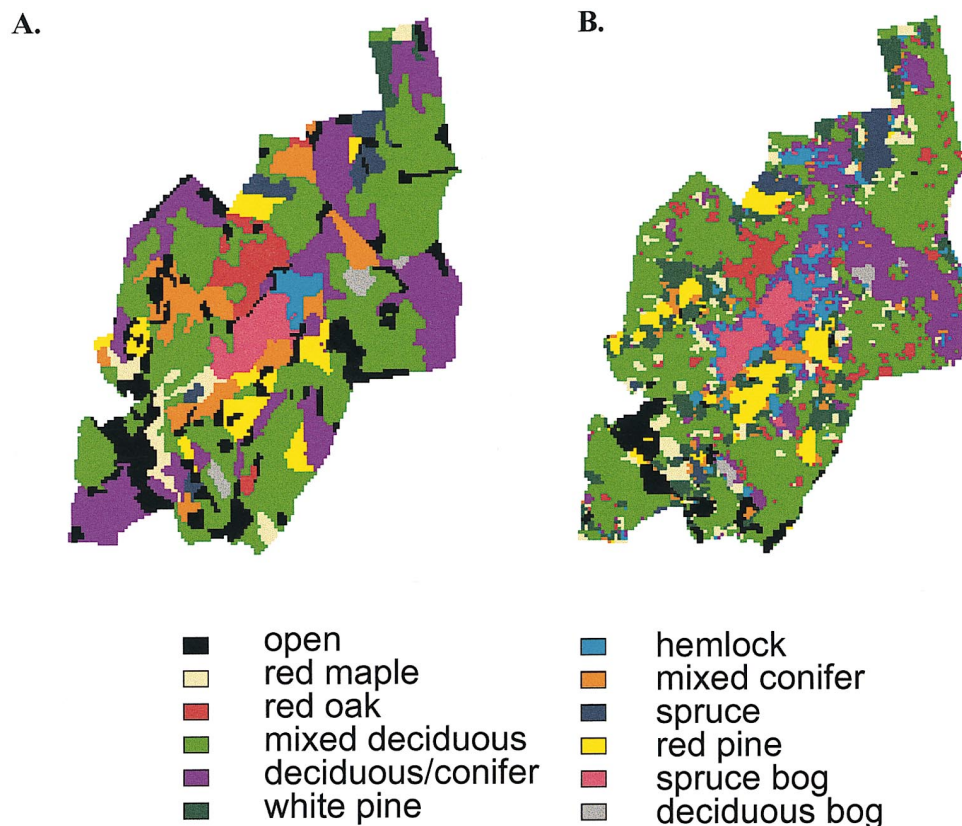 A.
B.
open
red maple
red oak
mixed deciduous
deciduous/conifer
white pine
hemlock
mixed conifer
spruce
red pine
spruce bog
deciduous bog